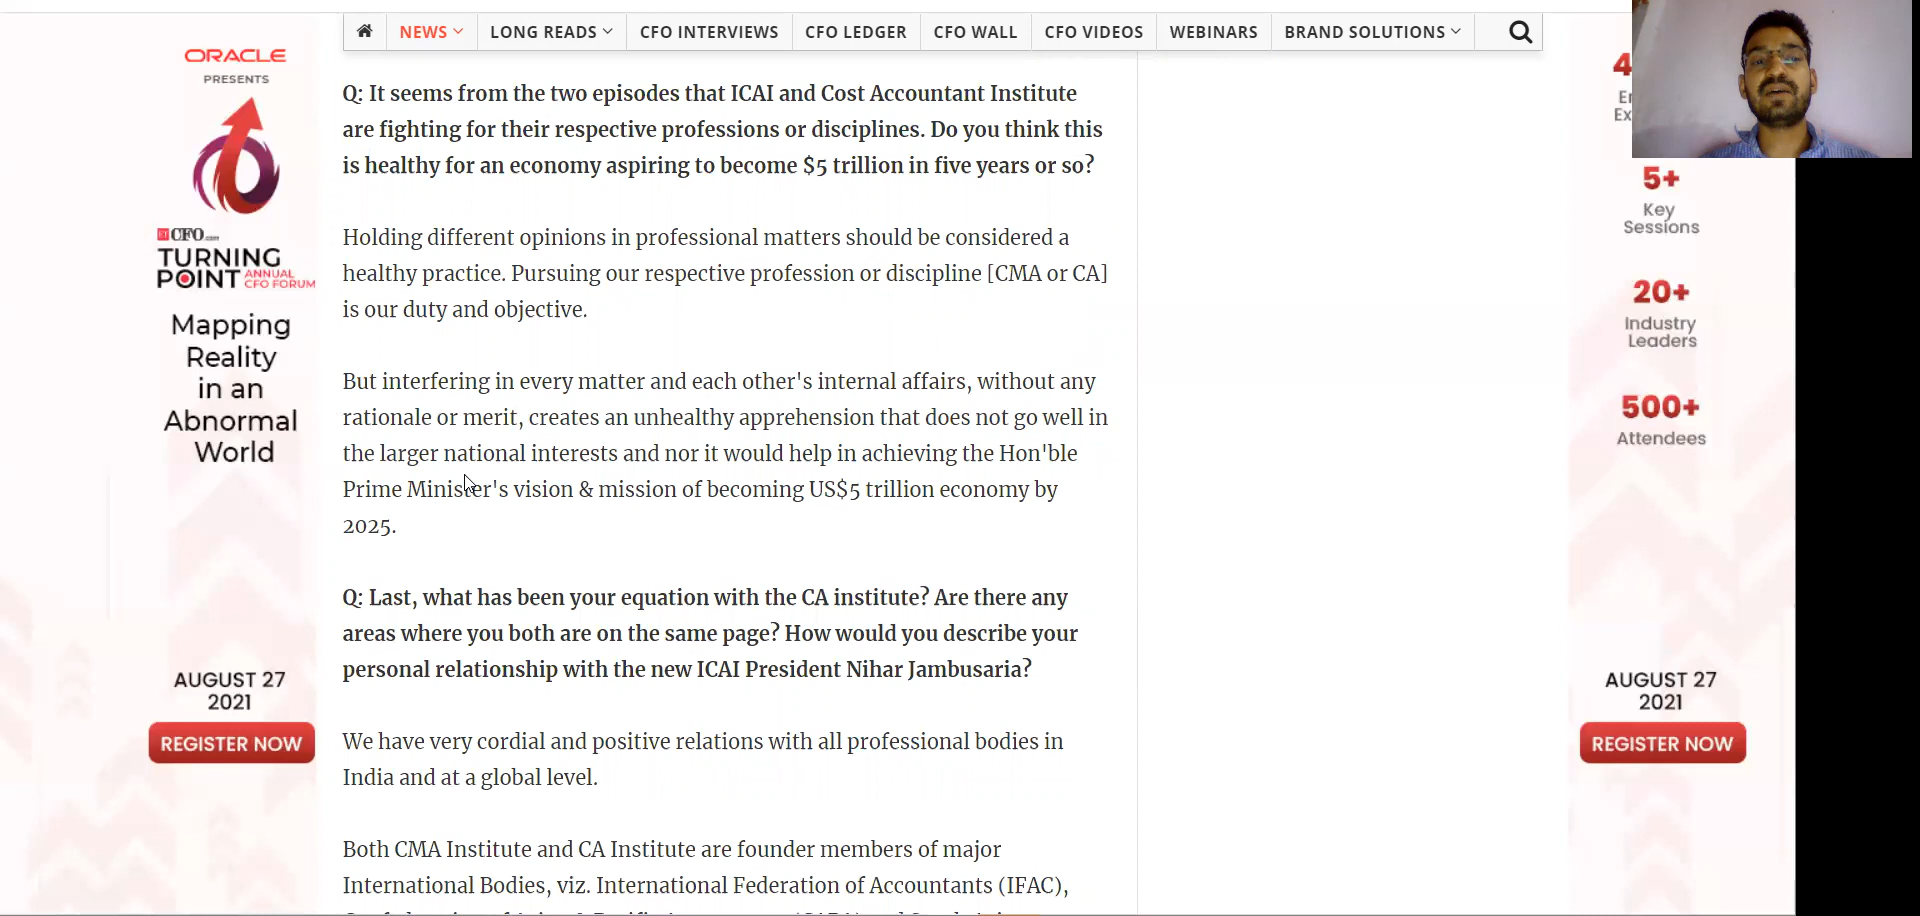 NEWS
LONG READS
CFO INTERVIEWS
CFO LEDGER
CFO WALL
CFO VIDEOS
WEBINARS
BRAND SOLUTIONS
ORACLE
PRESENTS
ETCFO.com
TURNING
POINT ANNUAL
CFO FORUM
Mapping
Reality
in an
Abnormal
World
AUGUST 27
2021
REGISTER NOW
Q: It seems from the two episodes that ICAI and Cost Accountant Institute
are fighting for their respective professions or disciplines. Do you think this
is healthy for an economy aspiring to become $5 trillion in five years or so?
Holding different opinions in professional matters should be considered a
healthy practice. Pursuing our respective profession or discipline [CMA or CA]
is our duty and objective.
But interfering in every matter and each other's internal affairs, without any
rationale or merit, creates an unhealthy apprehension that does not go well in
the larger national interests and nor it would help in achieving the Hon'ble
Prime Minister's vision & mission of becoming US$5 trillion economy by
2025.
Q: Last, what has been your equation with the CA institute? Are there any
areas where you both are on the same page? How would you describe your
personal relationship with the new ICAI President Nihar Jambusaria?
We have very cordial and positive relations with all professional bodies in
India and at a global level.
Both CMA Institute and CA Institute are founder members of major
International Bodies, viz. International Federation of Accountants (IFAC),
4
5+
Key
Sessions
20+
Industry
Leaders
500+
Attendees
AUGUST 27
2021
REGISTER NOW